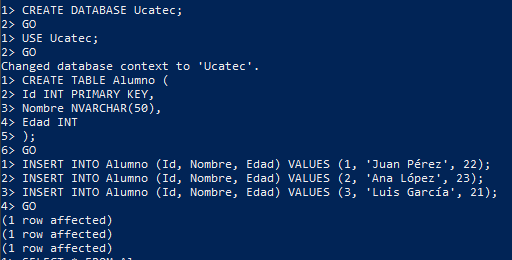 1> CREATE DATABASE Ucatec;
2> GO
1> USE Ucatec;
2> GO
Changed database context to 'Ucatec'.
1> CREATE TABLE Alumno (
2> Id INT PRIMARY KEY,
3> Nombre NVARCHAR(50),
4> Edad INT
5> );
6> GO
1> INSERT INTO Alumno (Id, Nombre, Edad) VALUES (1, 'Juan Pérez', 22);
2> INSERT INTO Alumno (Id, Nombre, Edad) VALUES (2, 'Ana López', 23);
3> INSERT INTO Alumno (Id, Nombre, Edad) VALUES (3, 'Luis García', 21);
4> GO
(1 row affected)
(1 row affected)
(1 row affected)
1> SELECT * FROM